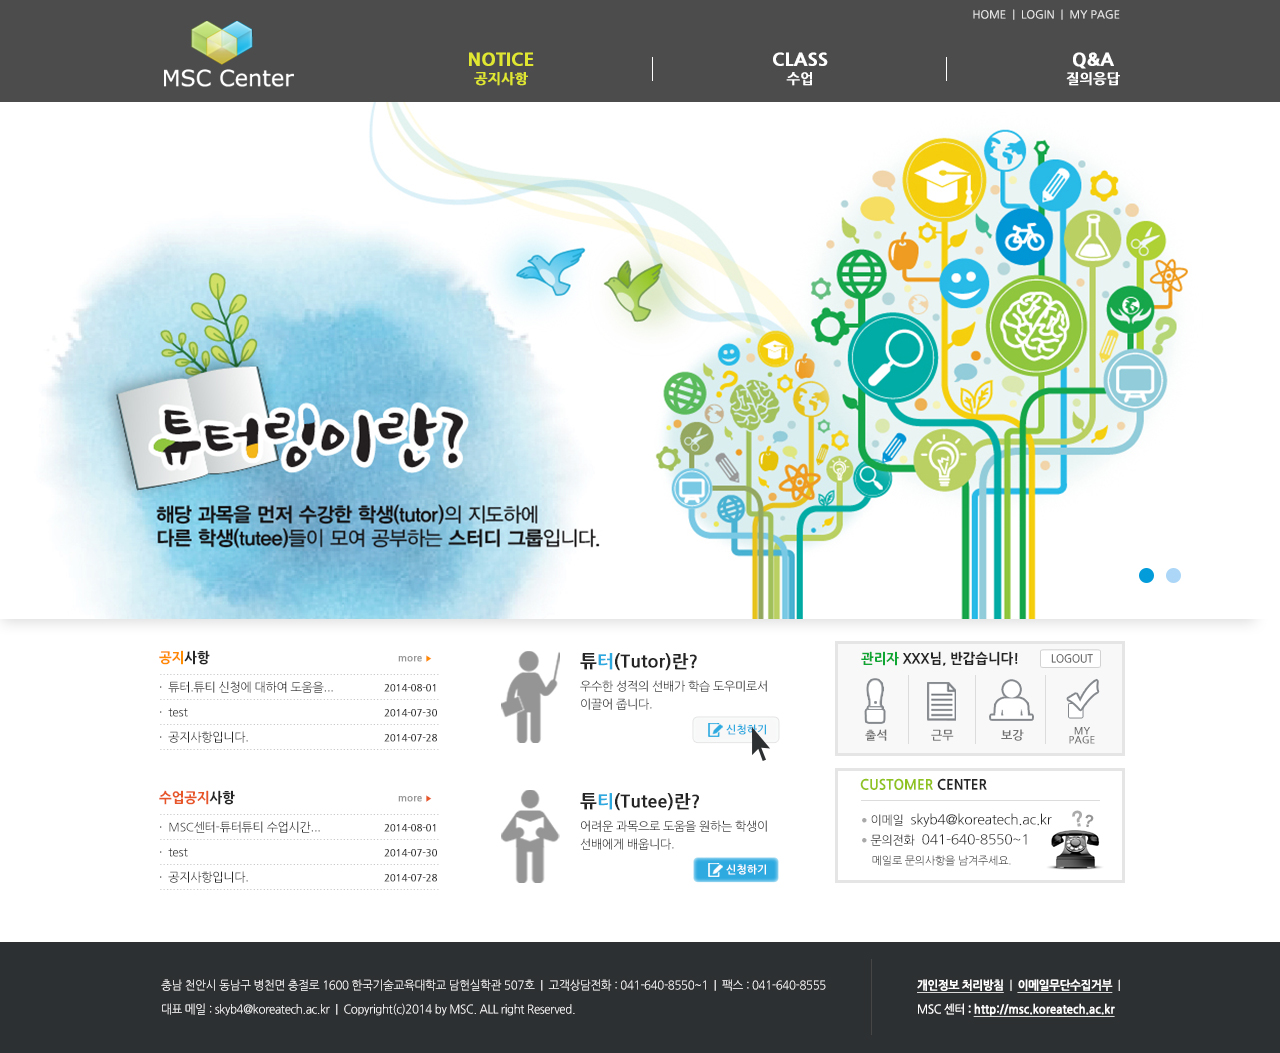 HOME | LOGIN | MY PAGE
MSC Center
NOTICE
공지사항
CLASS
수업
Q&A
질의응답
튜터링이란?
해당 과목을 먼저 수강한 학생(tutor)의 지도하에
다른 학생(tutee)들이 모여 공부하는 스터디 그룹입니다.
공지사항
more
· 튜터.튜티 신청에 대하여 도움을... 2014-08-01
· test 2014-07-30
· 공지사항입니다. 2014-07-28
튜터(Tutor)란?
우수한 성적의 선배가 학습 도우미로서
이끌어 줍니다.
신청하기
관리자 XXX님, 반갑습니다!
LOGOUT
출석
근무
보강
MY
PAGE
수업공지사항
more
· MSC센터-튜터튜티 수업시간... 2014-08-01
· test 2014-07-30
· 공지사항입니다. 2014-07-28
튜티(Tutee)란?
어려운 과목으로 도움을 원하는 학생이
선배에게 배웁니다.
신청하기
CUSTOMER CENTER
이메일 skyb4@koreatech.ac.kr
문의전화 041-640-8550~1
메일로 문의사항을 남겨주세요.
충남 천안시 동남구 병천면 충절로 1600 한국기술교육대학교 담헌실학관 507호 | 고객상담전화 : 041-640-8550~1 | 팩스 : 041-640-8555
대표 메일 : skyb4@koreatech.ac.kr | Copyright(c)2014 by MSC. ALL right Reserved.
개인정보 처리방침 | 이메일무단수집거부 |
MSC 센터 : http://msc.koreatech.ac.kr